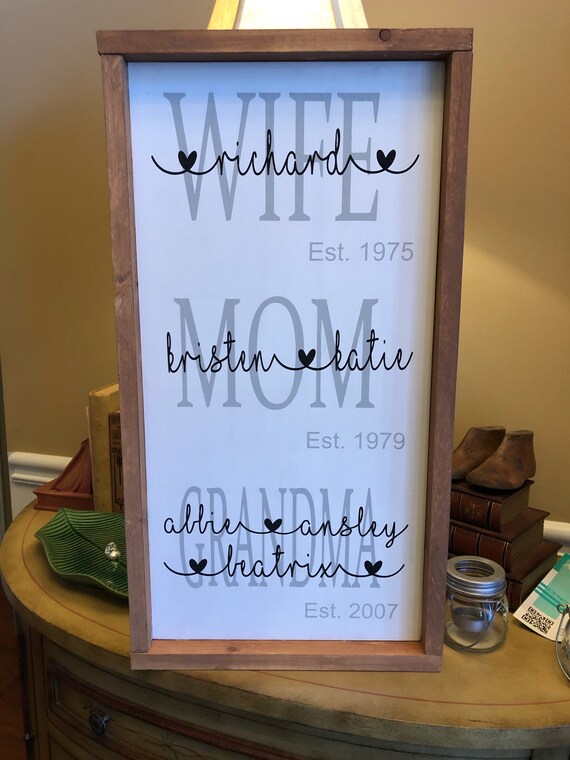 WIFE
richard
Est. 1975
MOM
kristen katie
Est. 1979
GRANDMA
abbie ansley
beatrix
Est. 2007